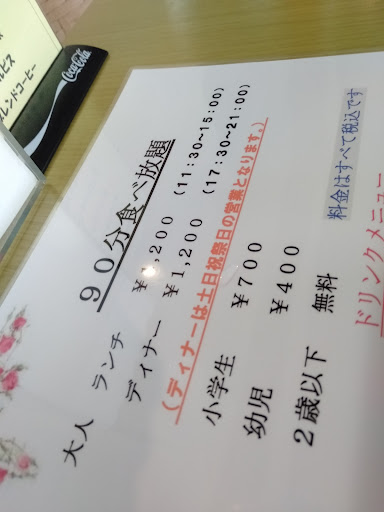 ９０分食べ放題
大人 ランチ ￥1,200 (11:30~15:00)
ディナー ￥1,200 (17:30~21:00)
(ディナーは土日祝祭日の営業となります。)
小学生 ￥700
幼児 ￥400
２歳以下 無料
料金はすべて税込です
ドリンクメニュー
Coca-Cola
ルピス
レンドコーヒー